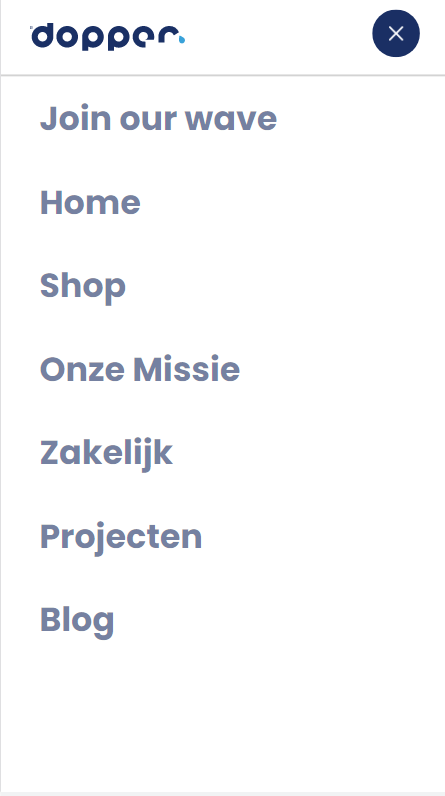 dopper
Join our wave
Home
Shop
Onze Missie
Zakelijk
Projecten
Blog